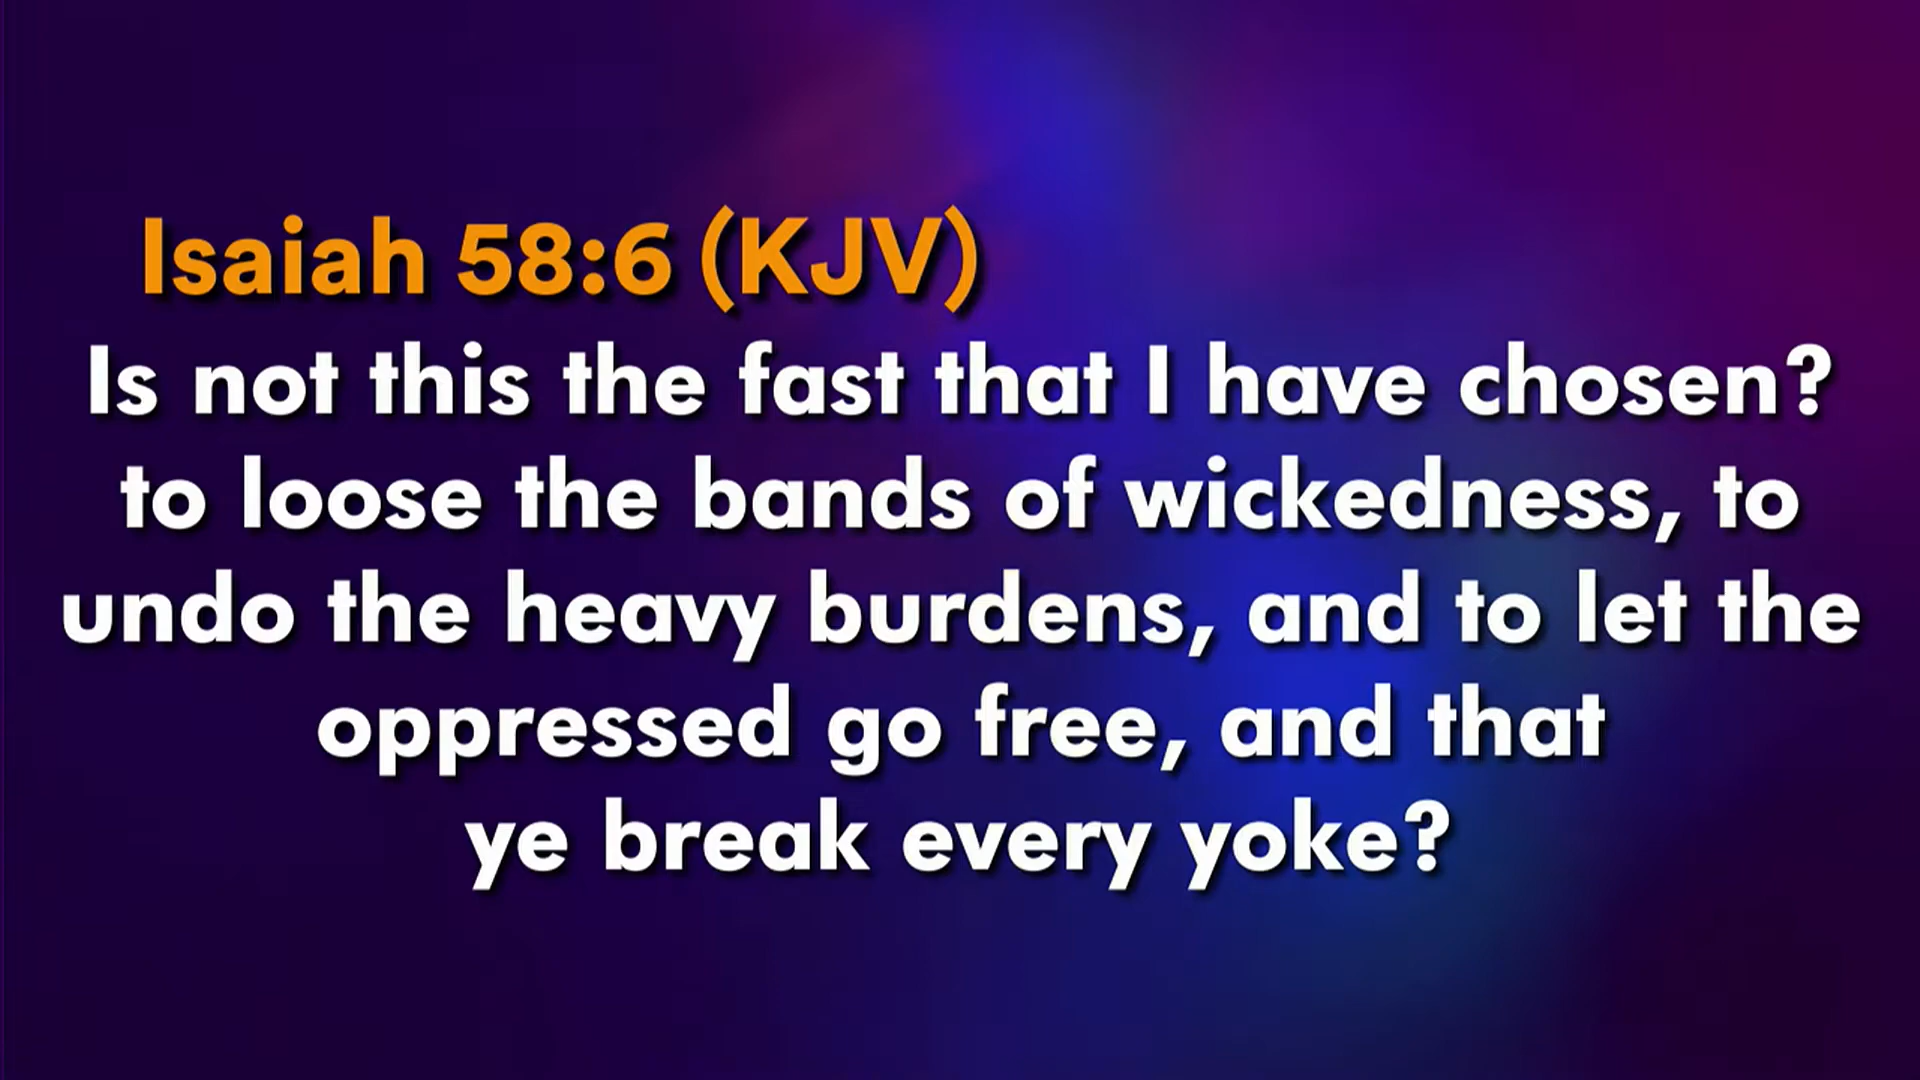 Isaiah 58:6 (KJV)
Is not this the fast that I have chosen?
to loose the bands of wickedness, to
undo the heavy burdens, and to let the
oppressed go free, and that
ye break every yoke?